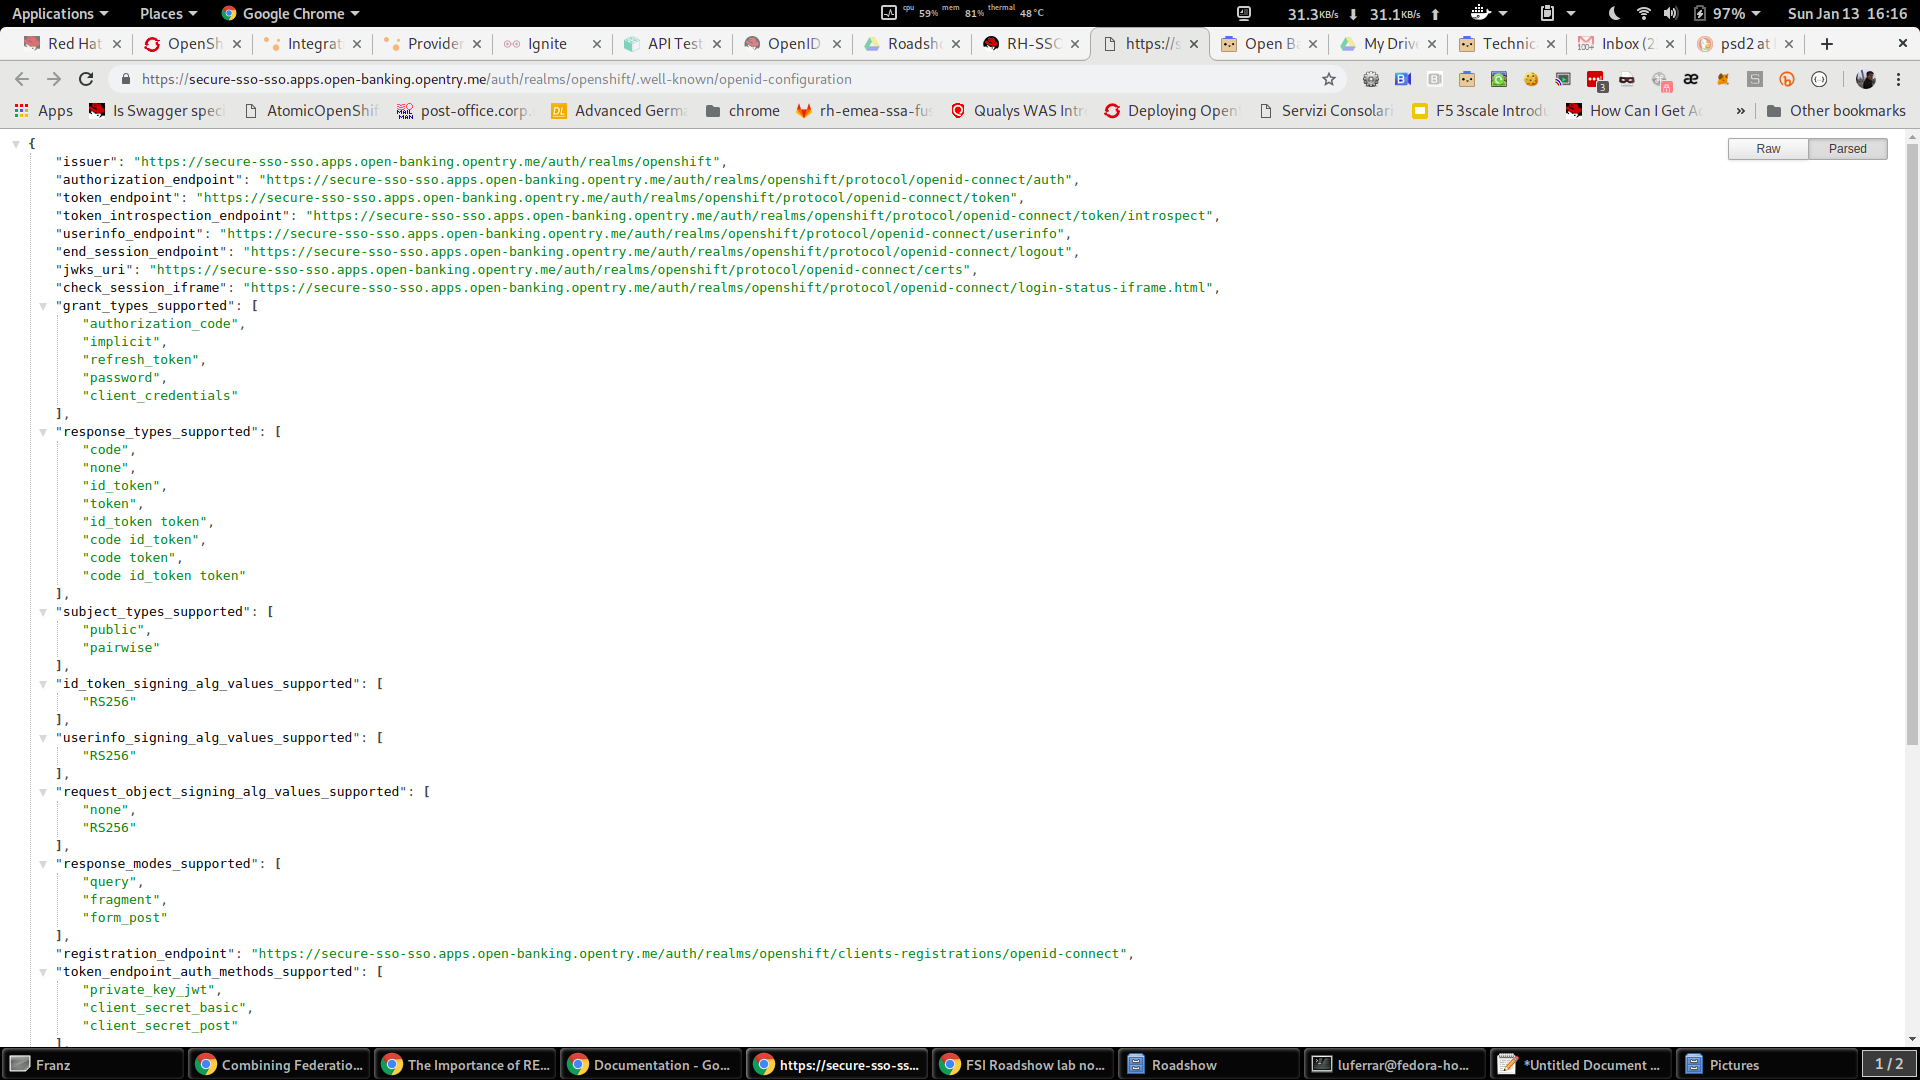 Applications Places Google Chrome cpu 59% mem 81% thermal 48°C 31.3KB/s 31.1KB/s 97% Sun Jan 13 16:16
Red Hat OpenSh Integrat Provider Ignite API Test OpenID Roadsh RH-SSO https://s Open B My Drive Technic Inbox (2 psd2 at
https://secure-sso-sso.apps.open-banking.opentry.me/auth/realms/openshift/.well-known/openid-configuration
Apps Is Swagger spec AtomicOpenShif post-office.corp. Advanced Germa chrome rh-emea-ssa-fus Qualys WAS Intr Deploying Open Servizi Consolari F5 3scale Introdu How Can I Get Ac » Other bookmarks
Raw Parsed
{
"issuer": "https://secure-sso-sso.apps.open-banking.opentry.me/auth/realms/openshift",
"authorization_endpoint": "https://secure-sso-sso.apps.open-banking.opentry.me/auth/realms/openshift/protocol/openid-connect/auth",
"token_endpoint": "https://secure-sso-sso.apps.open-banking.opentry.me/auth/realms/openshift/protocol/openid-connect/token",
"token_introspection_endpoint": "https://secure-sso-sso.apps.open-banking.opentry.me/auth/realms/openshift/protocol/openid-connect/token/introspect",
"userinfo_endpoint": "https://secure-sso-sso.apps.open-banking.opentry.me/auth/realms/openshift/protocol/openid-connect/userinfo",
"end_session_endpoint": "https://secure-sso-sso.apps.open-banking.opentry.me/auth/realms/openshift/protocol/openid-connect/logout",
"jwks_uri": "https://secure-sso-sso.apps.open-banking.opentry.me/auth/realms/openshift/protocol/openid-connect/certs",
"check_session_iframe": "https://secure-sso-sso.apps.open-banking.opentry.me/auth/realms/openshift/protocol/openid-connect/login-status-iframe.html",
"grant_types_supported": [
"authorization_code",
"implicit",
"refresh_token",
"password",
"client_credentials"
],
"response_types_supported": [
"code",
"none",
"id_token",
"token",
"id_token token",
"code id_token",
"code token",
"code id_token token"
],
"subject_types_supported": [
"public",
"pairwise"
],
"id_token_signing_alg_values_supported": [
"RS256"
],
"userinfo_signing_alg_values_supported": [
"RS256"
],
"request_object_signing_alg_values_supported": [
"none",
"RS256"
],
"response_modes_supported": [
"query",
"fragment",
"form_post"
],
"registration_endpoint": "https://secure-sso-sso.apps.open-banking.opentry.me/auth/realms/openshift/clients-registrations/openid-connect",
"token_endpoint_auth_methods_supported": [
"private_key_jwt",
"client_secret_basic",
"client_secret_post"
],
Franz Combining Federatio... The Importance of RE... Documentation - Go... https://secure-sso-ss... FSI Roadshow lab no... Roadshow luferrar@fedora-ho... *Untitled Document ... Pictures 1 / 2